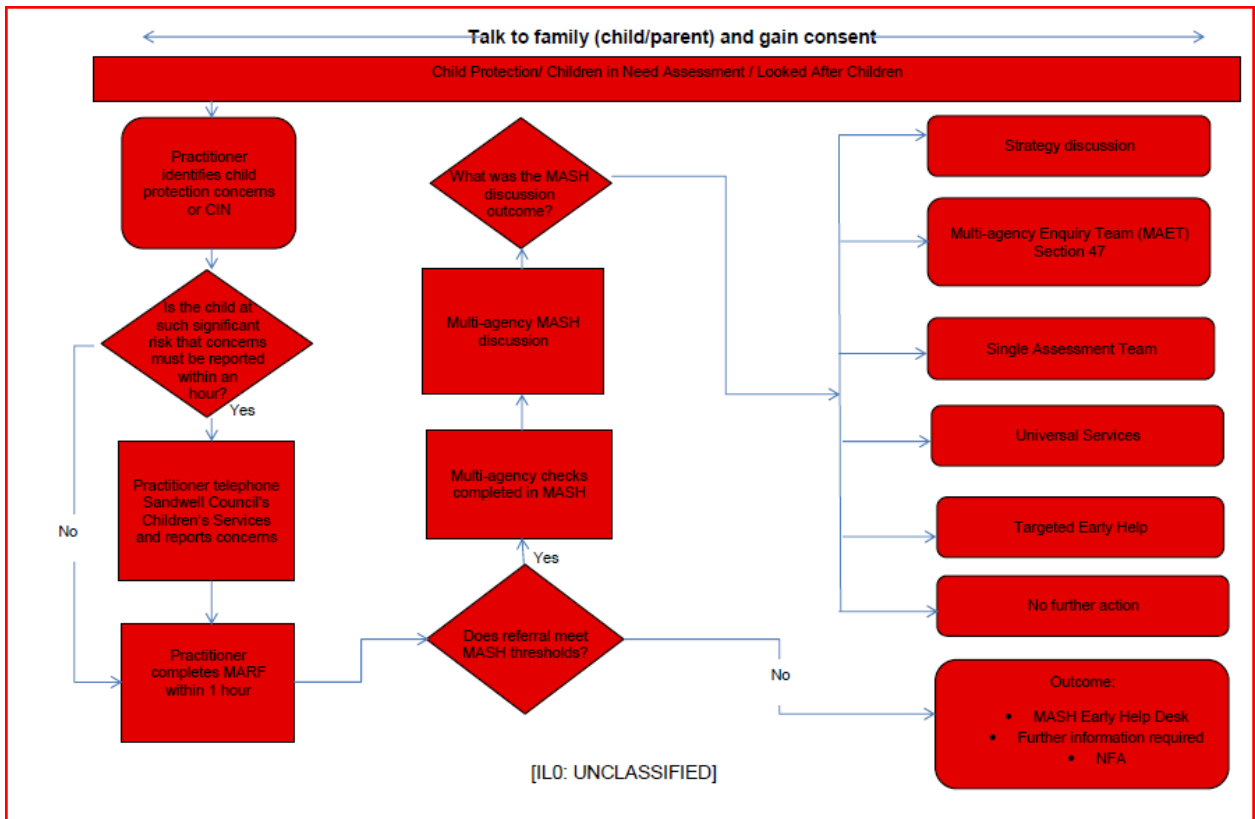 Talk to family (child/parent) and gain consent
Child Protection/ Children in Need Assessment / Looked After Children
Practitioner
identifies child
protection concerns
or CIN
Is the child at
such significant
risk that concerns
must be reported
within an
hour?
Yes
No
Practitioner telephone
Sandwell Council's
Children's Services
and reports concerns
Practitioner
completes MARF
within 1 hour
What was the MASH
discussion
outcome?
Multi-agency MASH
discussion
Multi-agency checks
completed in MASH
Yes
Does referral meet
MASH thresholds?
No
Strategy discussion
Multi-agency Enquiry Team (MAET)
Section 47
Single Assessment Team
Universal Services
Targeted Early Help
No further action
Outcome:
• MASH Early Help Desk
• Further information required
• NFA
[IL0: UNCLASSIFIED]